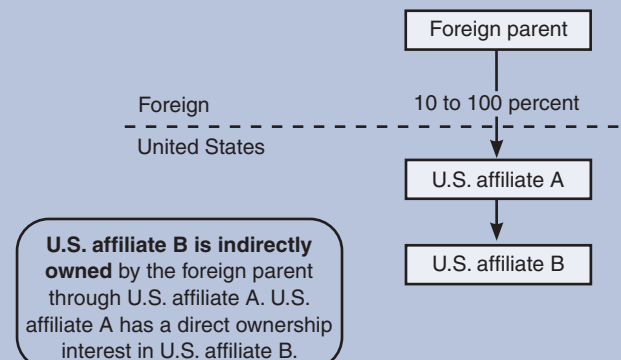 Foreign parent
Foreign
10 to 100 percent
United States
U.S. affiliate A
U.S. affiliate B
U.S. affiliate B is indirectly
owned by the foreign parent
through U.S. affiliate A. U.S.
affiliate A has a direct ownership
interest in U.S. affiliate B.